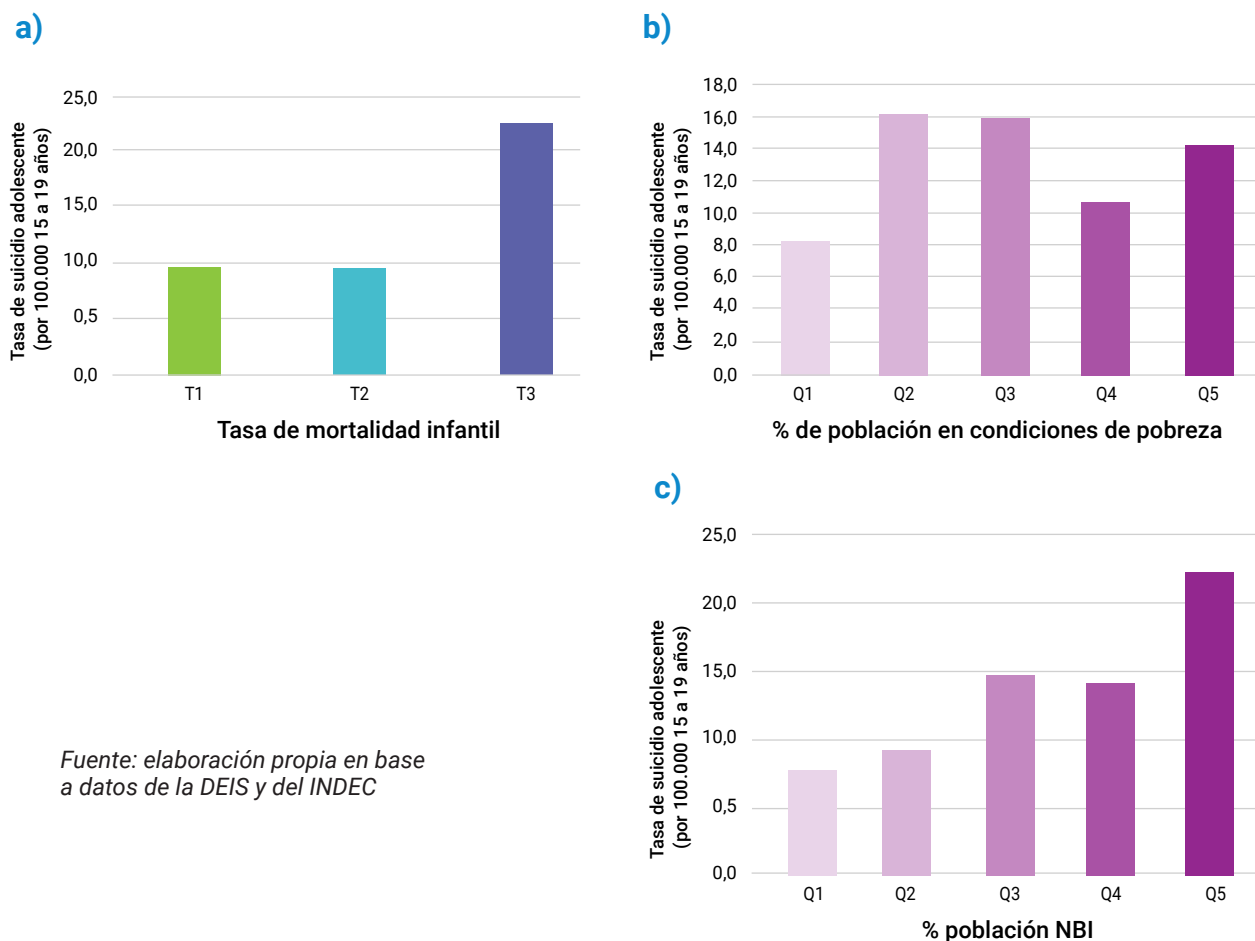 a)
Tasa de suicidio adolescente
(por 100.000 15 a 19 años)
25,0
20,0
15,0
10,0
0,5
0,0
T1
T2
T3
Tasa de mortalidad infantil
b)
Tasa de suicidio adolescente
(por 100.000 15 a 19 años)
18,0
16,0
14,0
12,0
10,0
8,0
6,0
4,0
2,0
0,0
Q1
Q2
Q3
Q4
Q5
% de población en condiciones de pobreza
c)
Tasa de suicidio adolescente
(por 100.000 15 a 19 años)
25,0
20,0
15,0
10,0
0,5
0,0
Q1
Q2
Q3
Q4
Q5
% población NBI
Fuente: elaboración propia en base
a datos de la DEIS y del INDEC